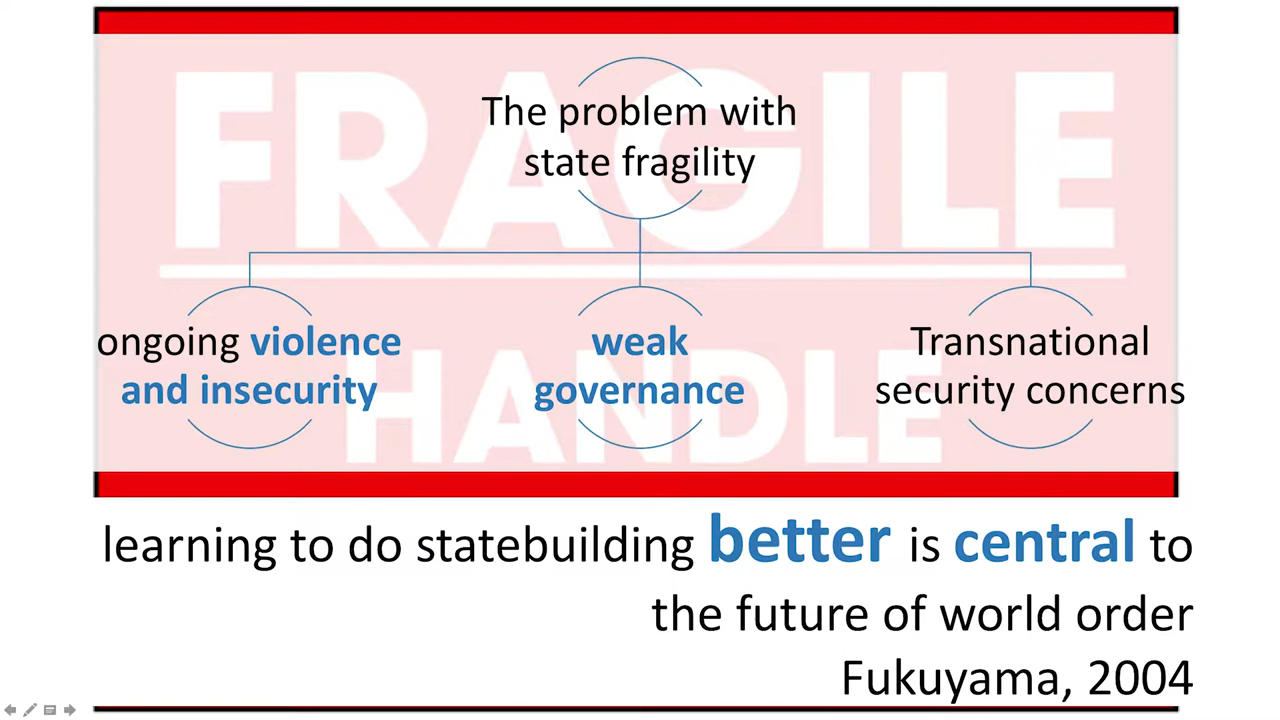 FRAGILE
The problem with
state fragility
ongoing violence
and insecurity
weak
governance
Transnational
security concerns
HANDLE
learning to do statebuilding better is central to
the future of world order
Fukuyama, 2004